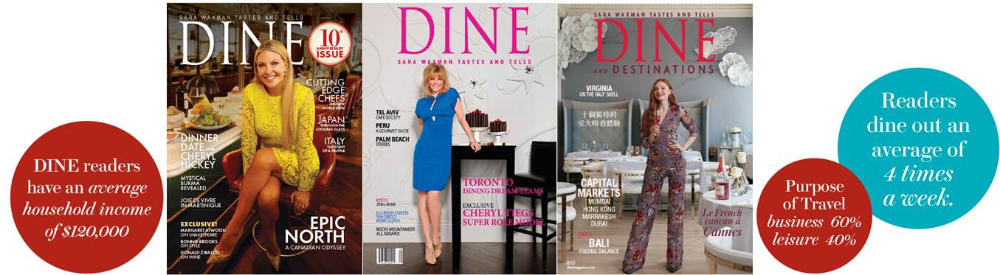 DINE readers
have an average
household income
of $120,000
SARA WAXMAN TASTES AND TELLS
DINE
10th
ANNIVERSARY
ISSUE
CUTTING
EDGE
CHEFS
THE NEW
WORLD VIEW
JAPAN
THROUGH THE
LOOKING GLASS
ITALY
THE SCENT
OF A TRUFFLE
DINNER
DATE with
CHERYL
HICKEY
MYSTICAL
BURMA
REVEALED
JOIE DE VIVRE
IN MARTINIQUE
EXCLUSIVE!
MARGARET ATWOOD
ON SHAKESPEARE
BONNIE BROOKS
ON STYLE
DONALD ZIRALDO
ON WINE
EPIC
NORTH
A CANADIAN ODYSSEY
DINE
SARA WAXMAN TASTES AND TELLS
TEL AVIV
CAFE SOCIETY
PERU
A GOURMET GUIDE
PALM BEACH
STORIES
KYOTO
ZEN & NOW
CULINARY COASTS
SAN DIEGO
NOVA SCOTIA
ROCKY MOUNTAINEER
ALL ABOARD!
TORONTO
DINING DREAM TEAMS
EXCLUSIVE
CHERYL TIEGS
SUPER ROLE MODEL
SARA WAXMAN TASTES AND TELLS
DINE
AND DESTINATIONS
VIRGINIA
ON THE HALF SHELL
十個獨特的
安大略省體驗
CAPITAL
MARKETS
MUMBAI
HONG KONG
MARRAKESH
DUBAI
plus
BALI
FINDING BALANCE
Le French
cancan à
Cannes
$10
dinemagazine.com
Readers
dine out an
average of
4 times
a week.
Purpose
of Travel
business 60%
leisure 40%